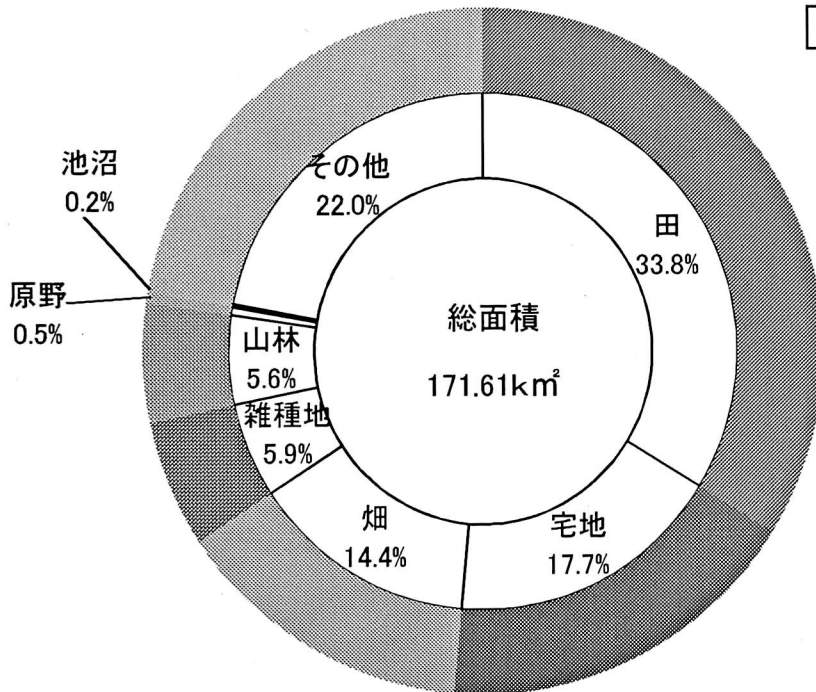 その他
22.0%
池沼
0.2%
田
33.8%
原野
0.5%
総面積
171.61k㎡
山林
5.6%
雑種地
5.9%
畑
14.4%
宅地
17.7%